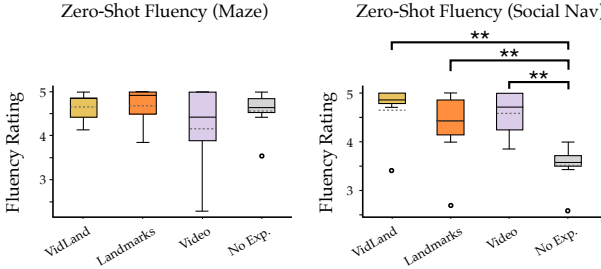 Zero-Shot Fluency (Maze)
Fluency Rating
5
4
3
VidLand
Landmarks
Video
No Exp.
Zero-Shot Fluency (Social Nav)
**
**
**
Fluency Rating
5
4
3
VidLand
Landmarks
Video
No Exp.